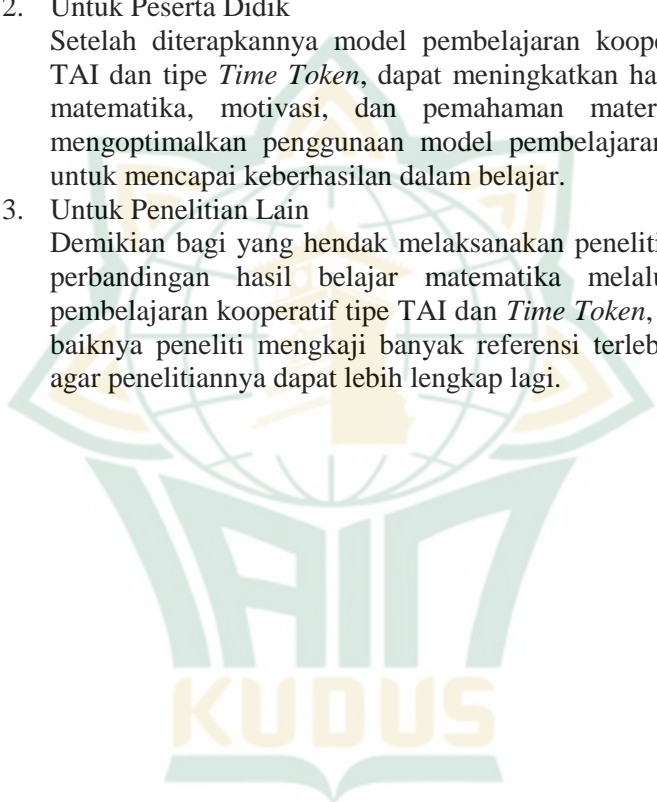 2. Untuk Peserta Didik
Setelah diterapkannya model pembelajaran koope
TAI dan tipe Time Token, dapat meningkatkan ha
matematika, motivasi, dan pemahaman mater
mengoptimalkan penggunaan model pembelajaran
untuk mencapai keberhasilan dalam belajar.
3. Untuk Penelitian Lain
Demikian bagi yang hendak melaksanakan peneliti
perbandingan hasil belajar matematika melalu
pembelajaran kooperatif tipe TAI dan Time Token,
baiknya peneliti mengkaji banyak referensi terleb
agar penelitiannya dapat lebih lengkap lagi.
IAIN
KUDUS